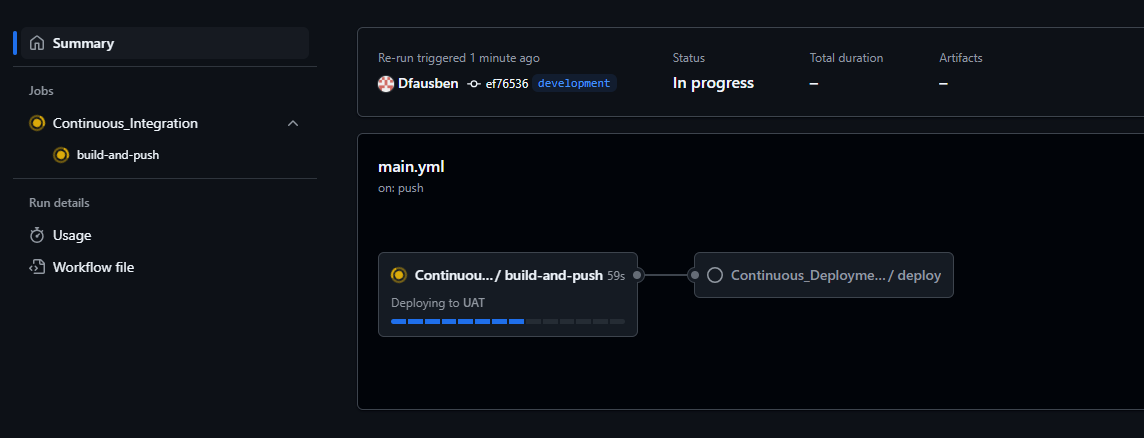 Summary
Jobs
Continuous_Integration
build-and-push
Run details
Usage
Workflow file
Re-run triggered 1 minute ago
Dfausben ef76536 development
Status
In progress
Total duration
–
Artifacts
–
main.yml
on: push
Continuou... / build-and-push 59s
Deploying to UAT
Continuous_Deployme... / deploy